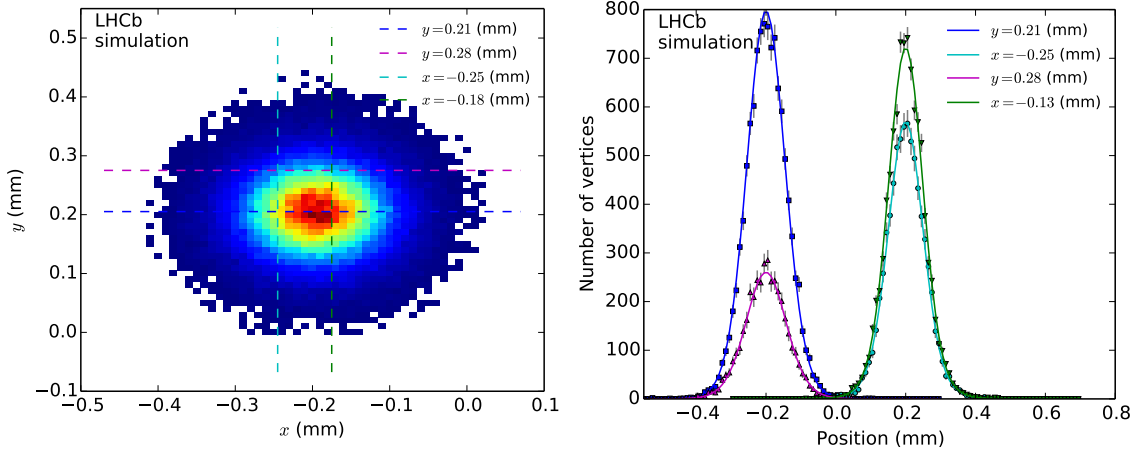 LHCb
simulation
y=0.21 (mm)
y=0.28 (mm)
x=−0.25 (mm)
x=−0.18 (mm)
0.5
0.4
0.3
0.2
0.1
0.0
−0.1
y (mm)
−0.5 −0.4 −0.3 −0.2 −0.1 0.0 0.1
x (mm)
LHCb
simulation
y=0.21 (mm)
x=−0.25 (mm)
y=0.28 (mm)
x=−0.13 (mm)
800
700
600
500
400
300
200
100
0
Number of vertices
−0.4 −0.2 0.0 0.2 0.4 0.6 0.8
Position (mm)